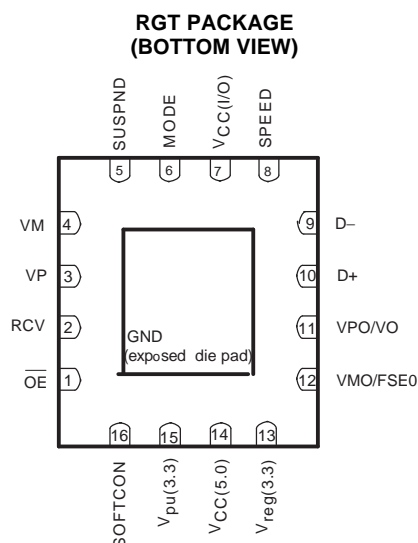 RGT PACKAGE
(BOTTOM VIEW)
SUSPND
MODE
VCC(I/O)
SPEED
5
6
7
8
VM
4
9
D–
VP
3
10
D+
RCV
2
11
VPO/VO
OE
1
12
VMO/FSE0
GND
(exposed die pad)
16
15
14
13
SOFTCON
Vpu(3.3)
VCC(5.0)
Vreg(3.3)